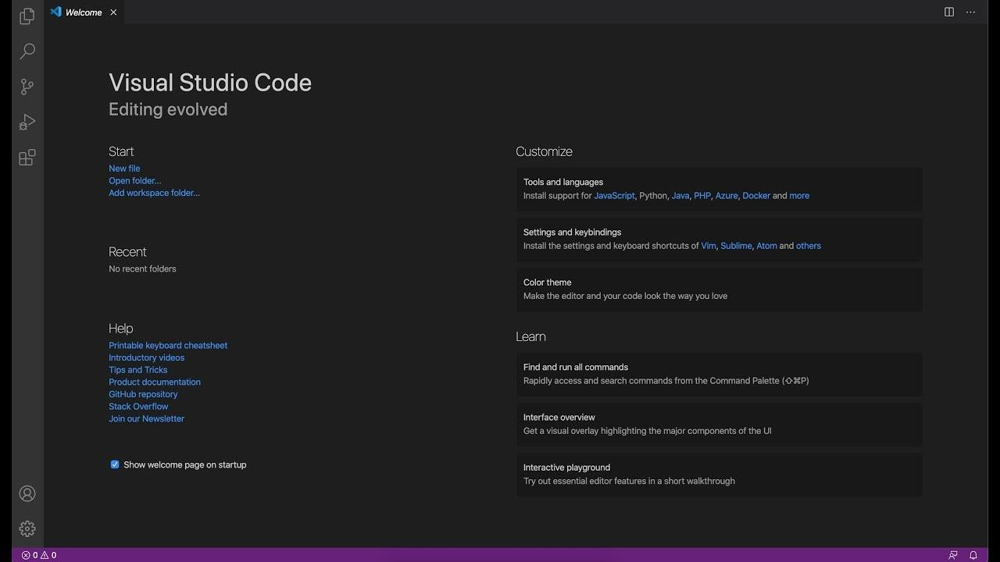 Welcome
Visual Studio Code
Editing evolved
Start
New file
Open folder...
Add workspace folder...
Recent
No recent folders
Help
Printable keyboard cheatsheet
Introductory videos
Tips and Tricks
Product documentation
GitHub repository
Stack Overflow
Join our Newsletter
Show welcome page on startup
Customize
Tools and languages
Install support for JavaScript, Python, Java, PHP, Azure, Docker and more
Settings and keybindings
Install the settings and keyboard shortcuts of Vim, Sublime, Atom and others
Color theme
Make the editor and your code look the way you love
Learn
Find and run all commands
Rapidly access and search commands from the Command Palette (⇧⌘P)
Interface overview
Get a visual overlay highlighting the major components of the UI
Interactive playground
Try out essential editor features in a short walkthrough
0 0